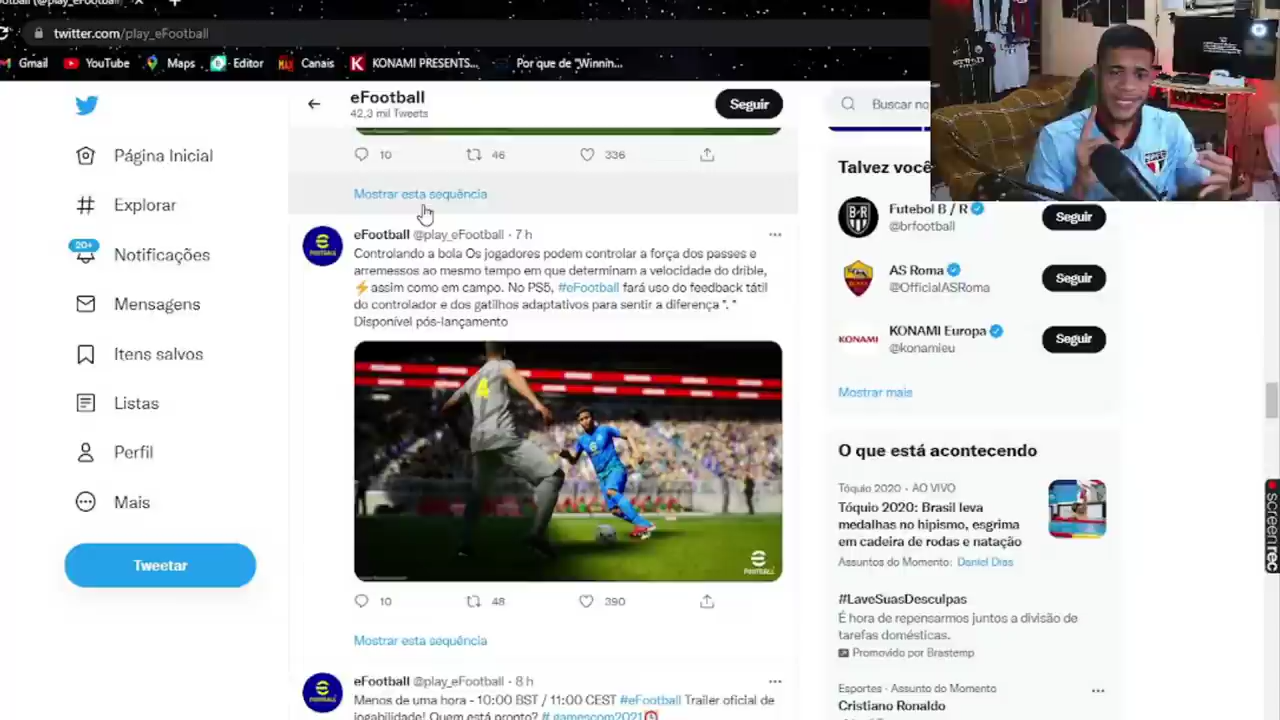 twitter.com/play_eFootball
Gmail
YouTube
Maps
Editor
Canais
KONAMI PRESENTS...
Por que de "Winnin...
eFootball
42,3 mil Tweets
Seguir
Buscar no
Página Inicial
Explorar
20+
Notificações
Mensagens
Itens salvos
Listas
Perfil
Mais
Tweetar
10
46
336
Mostrar esta sequência
eFootball @play_eFootball · 7 h
Controlando a bola Os jogadores podem controlar a força dos passes e
arremessos ao mesmo tempo em que determinam a velocidade do drible,
⚡assim como em campo. No PS5, #eFootball fará uso do feedback tátil
do controlador e dos gatilhos adaptativos para sentir a diferença ". "
Disponível pós-lançamento
4
10
48
390
Mostrar esta sequência
eFootball @play_eFootball · 8 h
Menos de uma hora - 10:00 BST / 11:00 CEST #eFootball Trailer oficial de
jogabilidade! Quem está pronto? #gamescom2021
Talvez você
Futebol B / R
@brfootball
Seguir
AS Roma
@OfficialASRoma
Seguir
KONAMI
KONAMI Europa
@konamieu
Seguir
Mostrar mais
O que está acontecendo
Tóquio 2020 · AO VIVO
Tóquio 2020: Brasil leva
medalhas no hipismo, esgrima
em cadeira de rodas e natação
Assuntos do Momento: Daniel Dias
#LaveSuasDesculpas
É hora de repensarmos juntos a divisão de
tarefas domésticas.
Promovido por Brastemp
Esportes · Assunto do Momento
Cristiano Ronaldo
screenrec